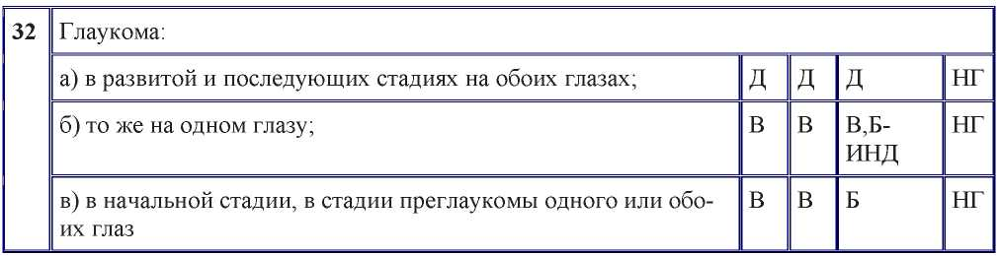 32 Глаукома:
а) в развитой и последующих стадиях на обоих глазах; Д Д Д НГ
б) то же на одном глазу; В В В,Б- НГ
ИНД
в) в начальной стадии, в стадии преглаукомы одного или обо- В В Б НГ
их глаз